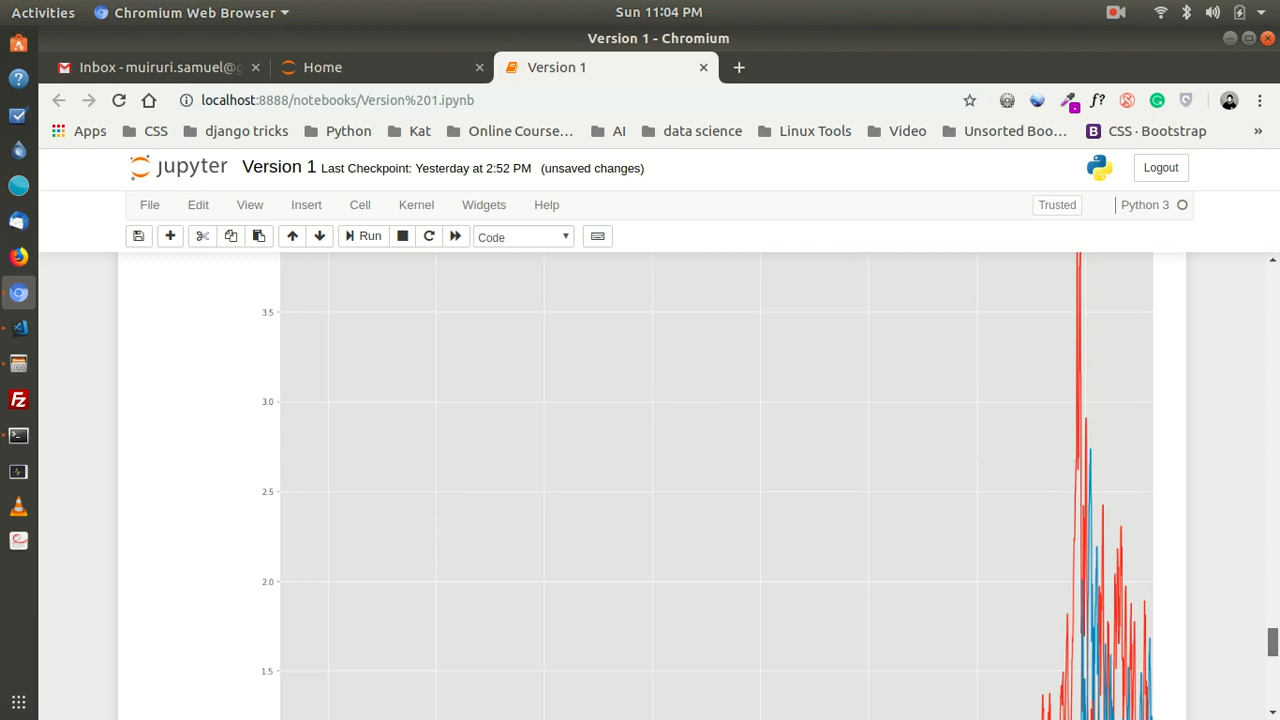 Activities Chromium Web Browser Sun 11:04 PM
Version 1 - Chromium
Inbox - muiruri.samuel@g Home Version 1
localhost:8888/notebooks/Version%201.ipynb f?
Apps CSS django tricks Python Kat Online Course… AI data science Linux Tools Video Unsorted Boo… B CSS · Bootstrap »
jupyter Version 1 Last Checkpoint: Yesterday at 2:52 PM (unsaved changes) Logout
File Edit View Insert Cell Kernel Widgets Help Trusted Python 3
Run Code
3.5
3.0
2.5
2.0
1.5